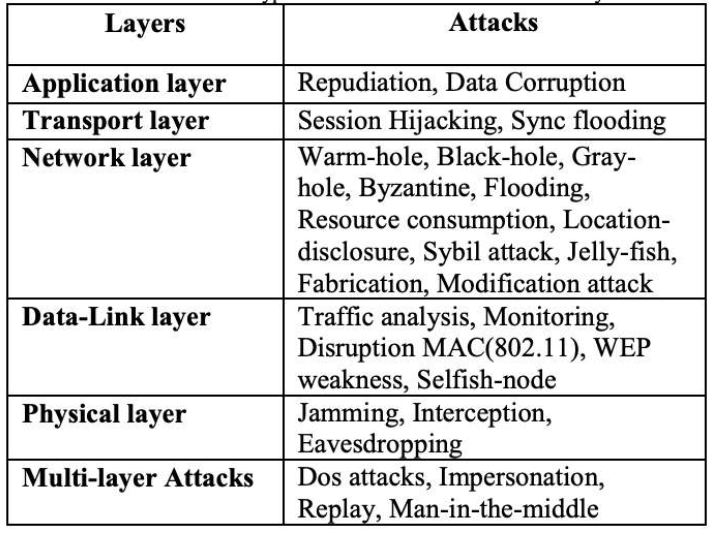 Layers Attacks
Application layer Repudiation, Data Corruption
Transport layer Session Hijacking, Sync flooding
Network layer Warm-hole, Black-hole, Gray-
hole, Byzantine, Flooding,
Resource consumption, Location-
disclosure, Sybil attack, Jelly-fish,
Fabrication, Modification attack
Data-Link layer Traffic analysis, Monitoring,
Disruption MAC(802.11), WEP
weakness, Selfish-node
Physical layer Jamming, Interception,
Eavesdropping
Multi-layer Attacks Dos attacks, Impersonation,
Replay, Man-in-the-middle